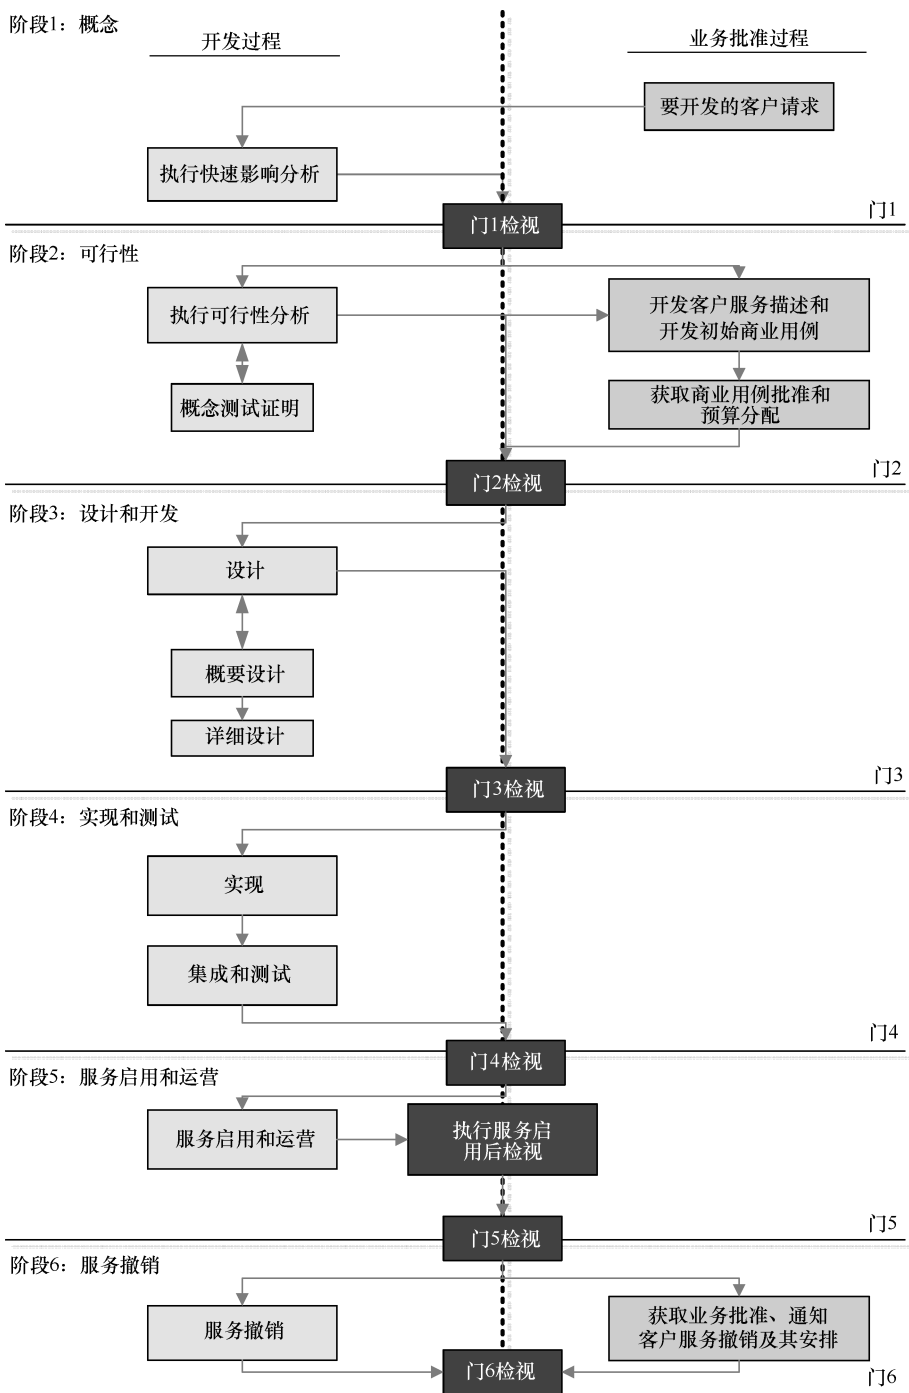 阶段1：概念
开发过程
业务批准过程
要开发的客户请求
执行快速影响分析
门1
门1检视
阶段2：可行性
执行可行性分析
开发客户服务描述和
开发初始商业用例
概念测试证明
获取商业用例批准和
预算分配
门2
门2检视
阶段3：设计和开发
设计
概要设计
详细设计
门3
门3检视
阶段4：实现和测试
实现
集成和测试
门4
门4检视
阶段5：服务启用和运营
服务启用和运营
执行服务启
用后检视
门5
门5检视
阶段6：服务撤销
服务撤销
获取业务批准、通知
客户服务撤销及其安排
门6检视
门6